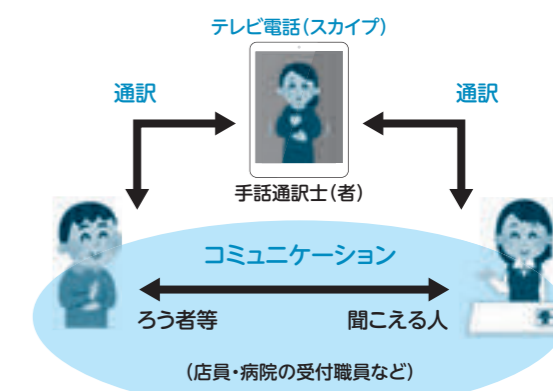 テレビ電話(スカイプ)
通訳
通訳
手話通訳士(者)
コミュニケーション
ろう者等
聞こえる人
(店員・病院の受付職員など)